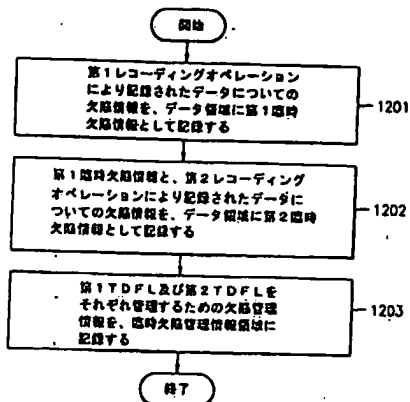 開始
第1レコーディングオペレーション
により記録されたデータについての
欠陥情報を、データ領域に第1臨時
欠陥情報として記録する
1201
第1臨時欠陥情報と、第2レコーディング
オペレーションにより記録されたデータに
ついての欠陥情報を、データ領域に第2臨時
欠陥情報として記録する
1202
第1TDFL及び第2TDFLを
それぞれ管理するための欠陥管理
情報を、臨時欠陥管理情報領域に
記録する
1203
終了